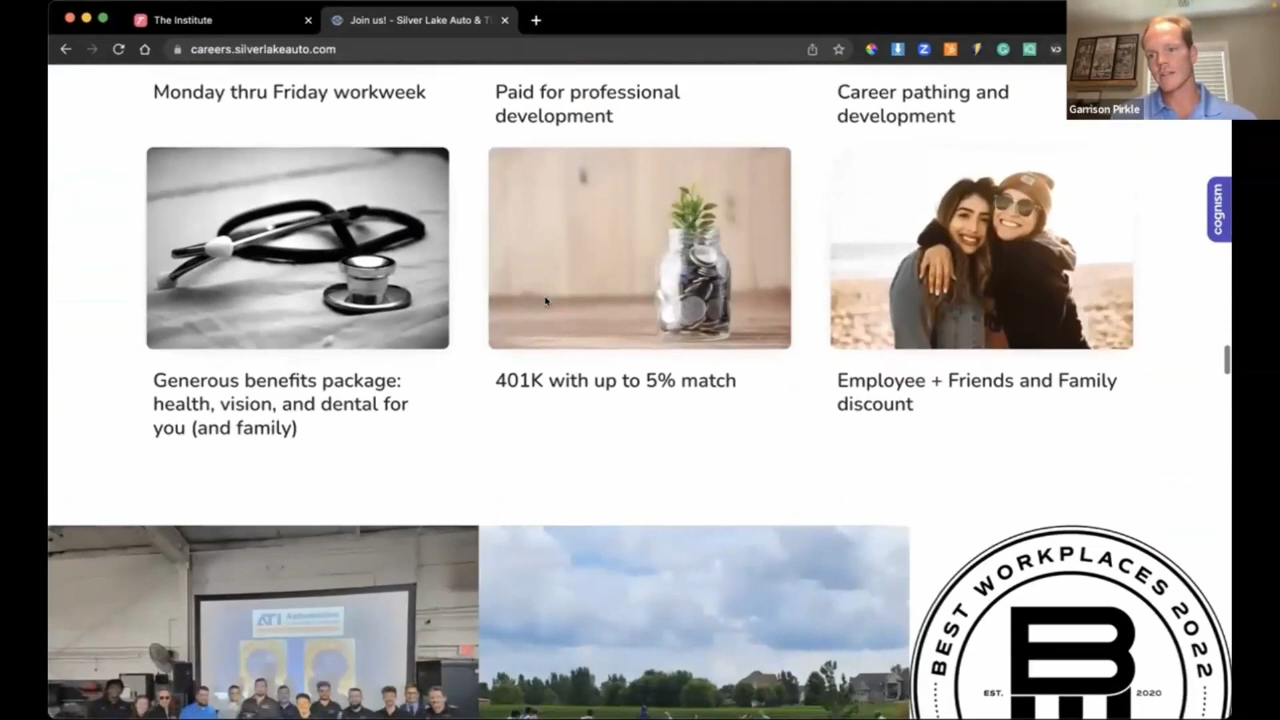 The Institute
Join us! - Silver Lake Auto & Ti
careers.silverlakeauto.com
Garrison Pirkle
Monday thru Friday workweek
Paid for professional
development
Career pathing and
development
cognism
Generous benefits package:
health, vision, and dental for
you (and family)
401K with up to 5% match
Employee + Friends and Family
discount
ATI
BEST WORKPLACES 2022
EST.
2020